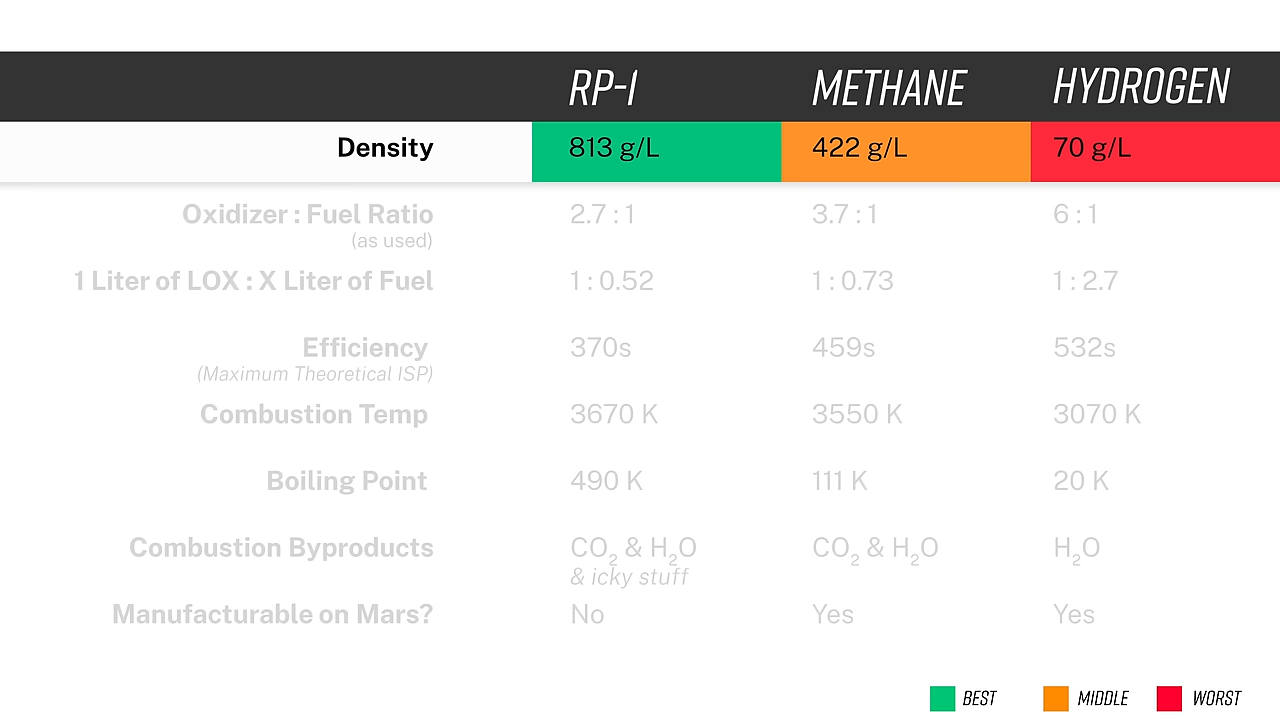 RP-1 METHANE HYDROGEN
Density 813 g/L 422 g/L 70 g/L
Oxidizer : Fuel Ratio 2.7 : 1 3.7 : 1 6 : 1
(as used)
1 Liter of LOX : X Liter of Fuel 1 : 0.52 1 : 0.73 1 : 2.7
Efficiency 370s 459s 532s
(Maximum Theoretical ISP)
Combustion Temp 3670 K 3550 K 3070 K
Boiling Point 490 K 111 K 20 K
Combustion Byproducts CO₂ & H₂O CO₂ & H₂O H₂O
& icky stuff
Manufacturable on Mars? No Yes Yes
BEST MIDDLE WORST